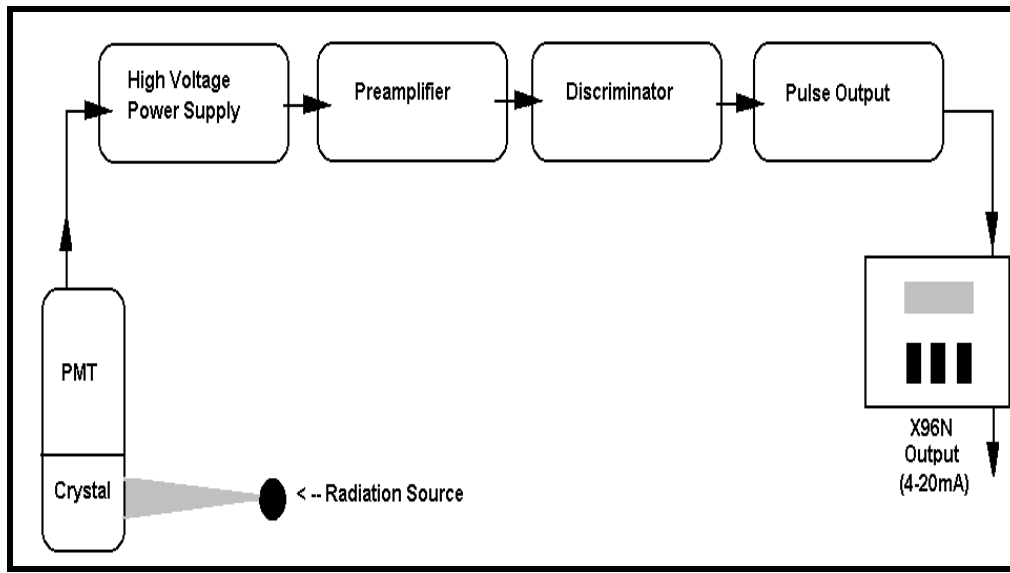 High Voltage
Power Supply
Preamplifier
Discriminator
Pulse Output
PMT
Crystal
< -- Radiation Source
X96N
Output
(4-20mA)